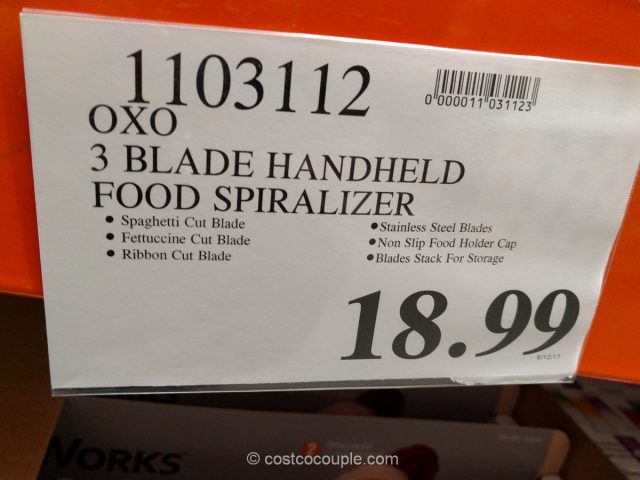 1103112
0 000011 031123
OXO
3 BLADE HANDHELD
FOOD SPIRALIZER
• Spaghetti Cut Blade
• Fettuccine Cut Blade
• Ribbon Cut Blade
• Stainless Steel Blades
• Non Slip Food Holder Cap
• Blades Stack For Storage
18.99
5/12/17
WORKS
© costcocouple.com